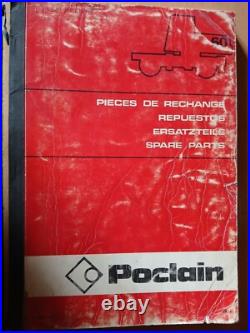 60
PIECES DE RECHANGE
REPUESTOS
ERSATZTEILE
SPARE PARTS
Poclain